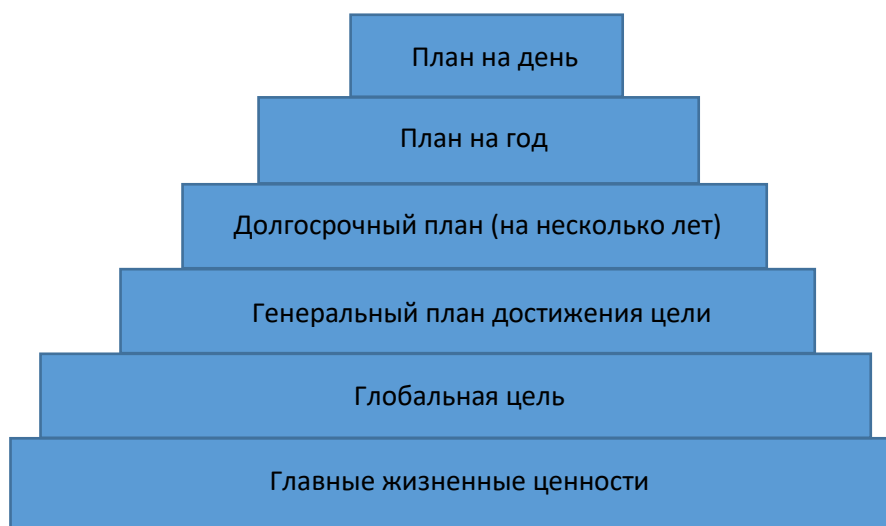 План на день
План на год
Долгосрочный план (на несколько лет)
Генеральный план достижения цели
Глобальная цель
Главные жизненные ценности